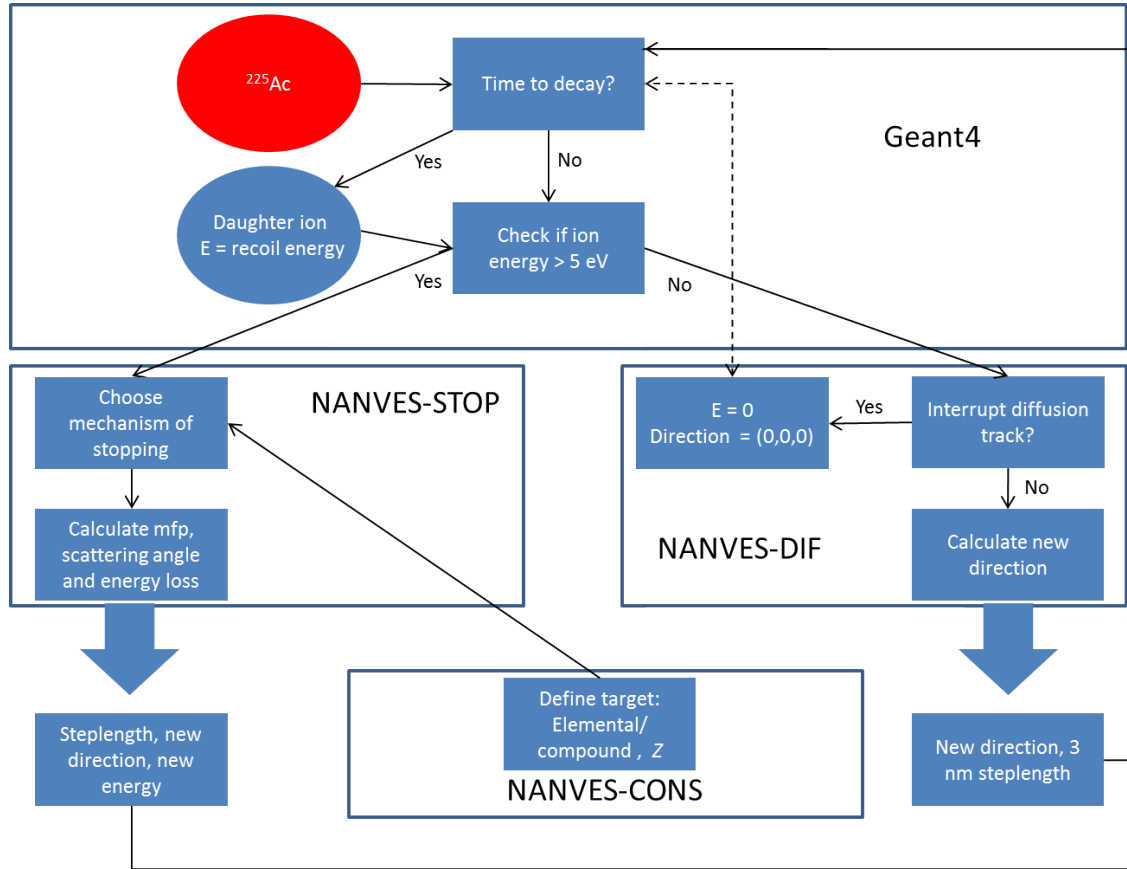 ²²⁵Ac
Time to decay?
Geant4
Yes
No
Daughter ion
E = recoil energy
Check if ion
energy > 5 eV
Yes
No
Choose
mechanism of
stopping
NANVES-STOP
E = 0
Direction = (0,0,0)
Yes
Interrupt diffusion
track?
No
Calculate mfp,
scattering angle
and energy loss
NANVES-DIF
Calculate new
direction
Define target:
Elemental/
compound , Z
NANVES-CONS
Steplength, new
direction, new
energy
New direction, 3
nm steplength